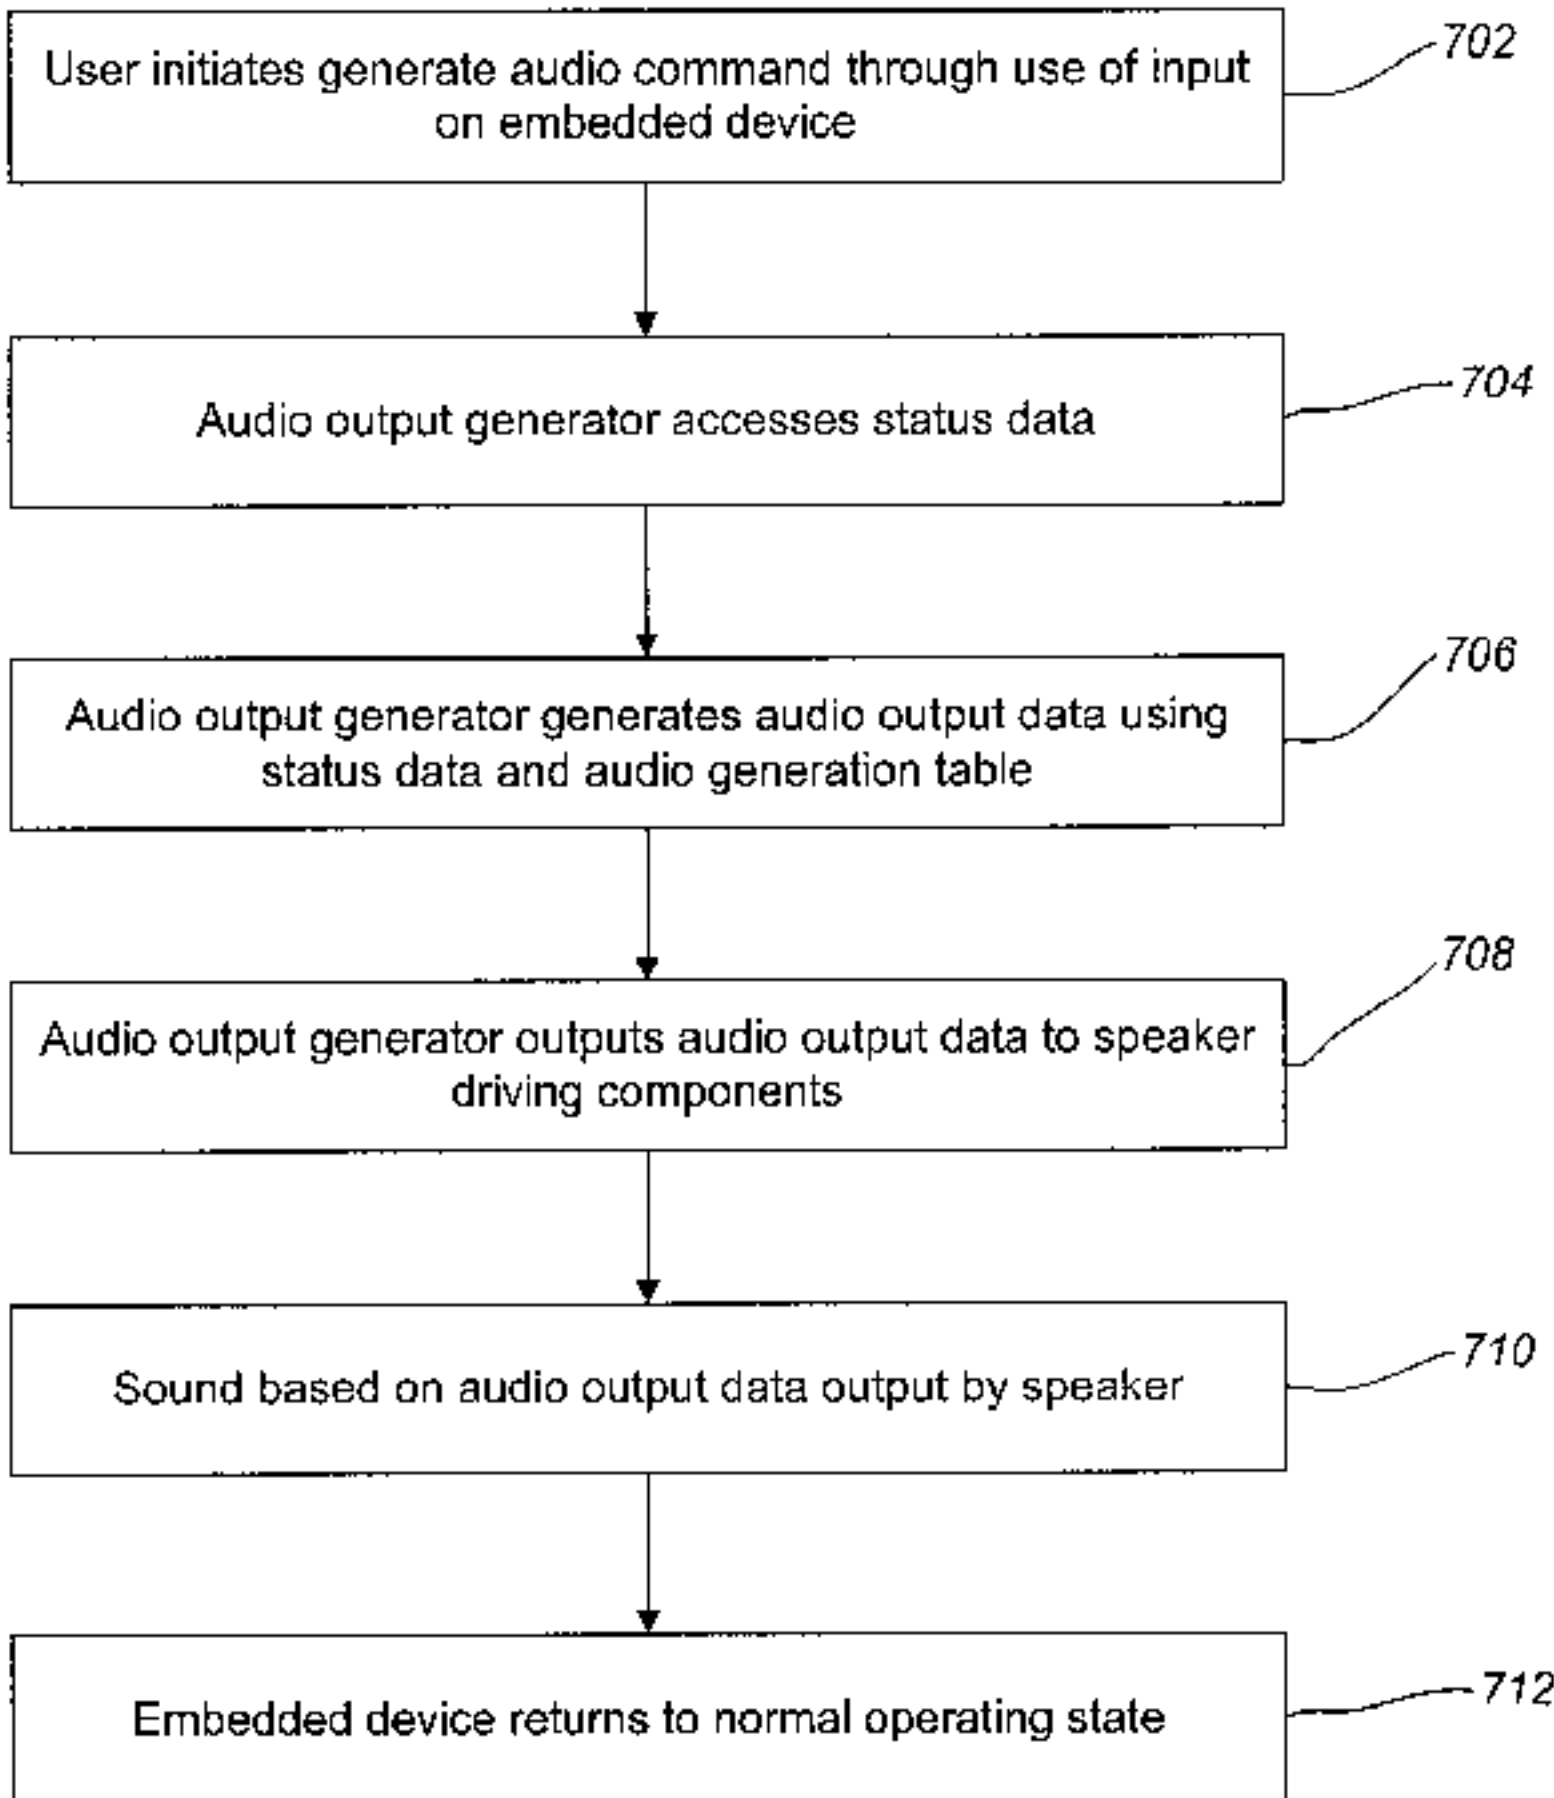 User initiates generate audio command through use of input
on embedded device
702
Audio output generator accesses status data
704
Audio output generator generates audio output data using
status data and audio generation table
706
Audio output generator outputs audio output data to speaker
driving components
708
Sound based on audio output data output by speaker
710
Embedded device returns to normal operating state
712